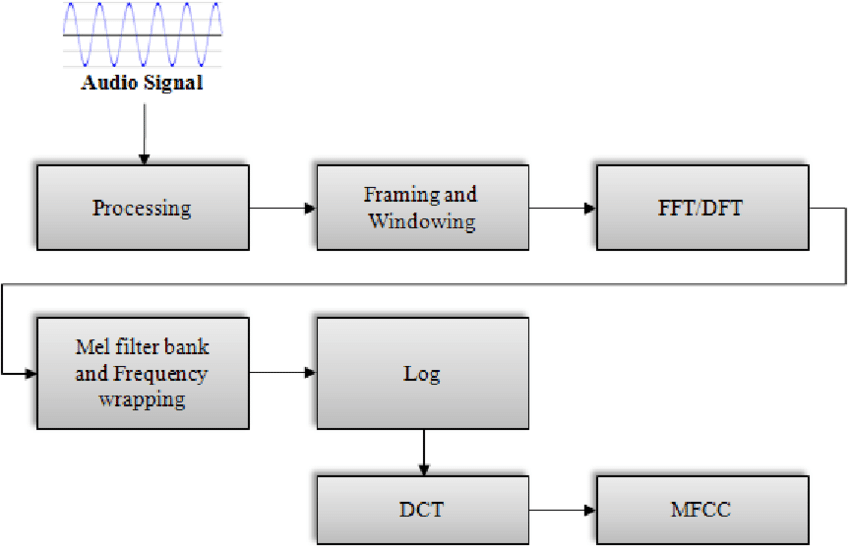 Audio Signal
Processing
Framing and
Windowing
FFT/DFT
Mel filter bank
and Frequency
wrapping
Log
DCT
MFCC